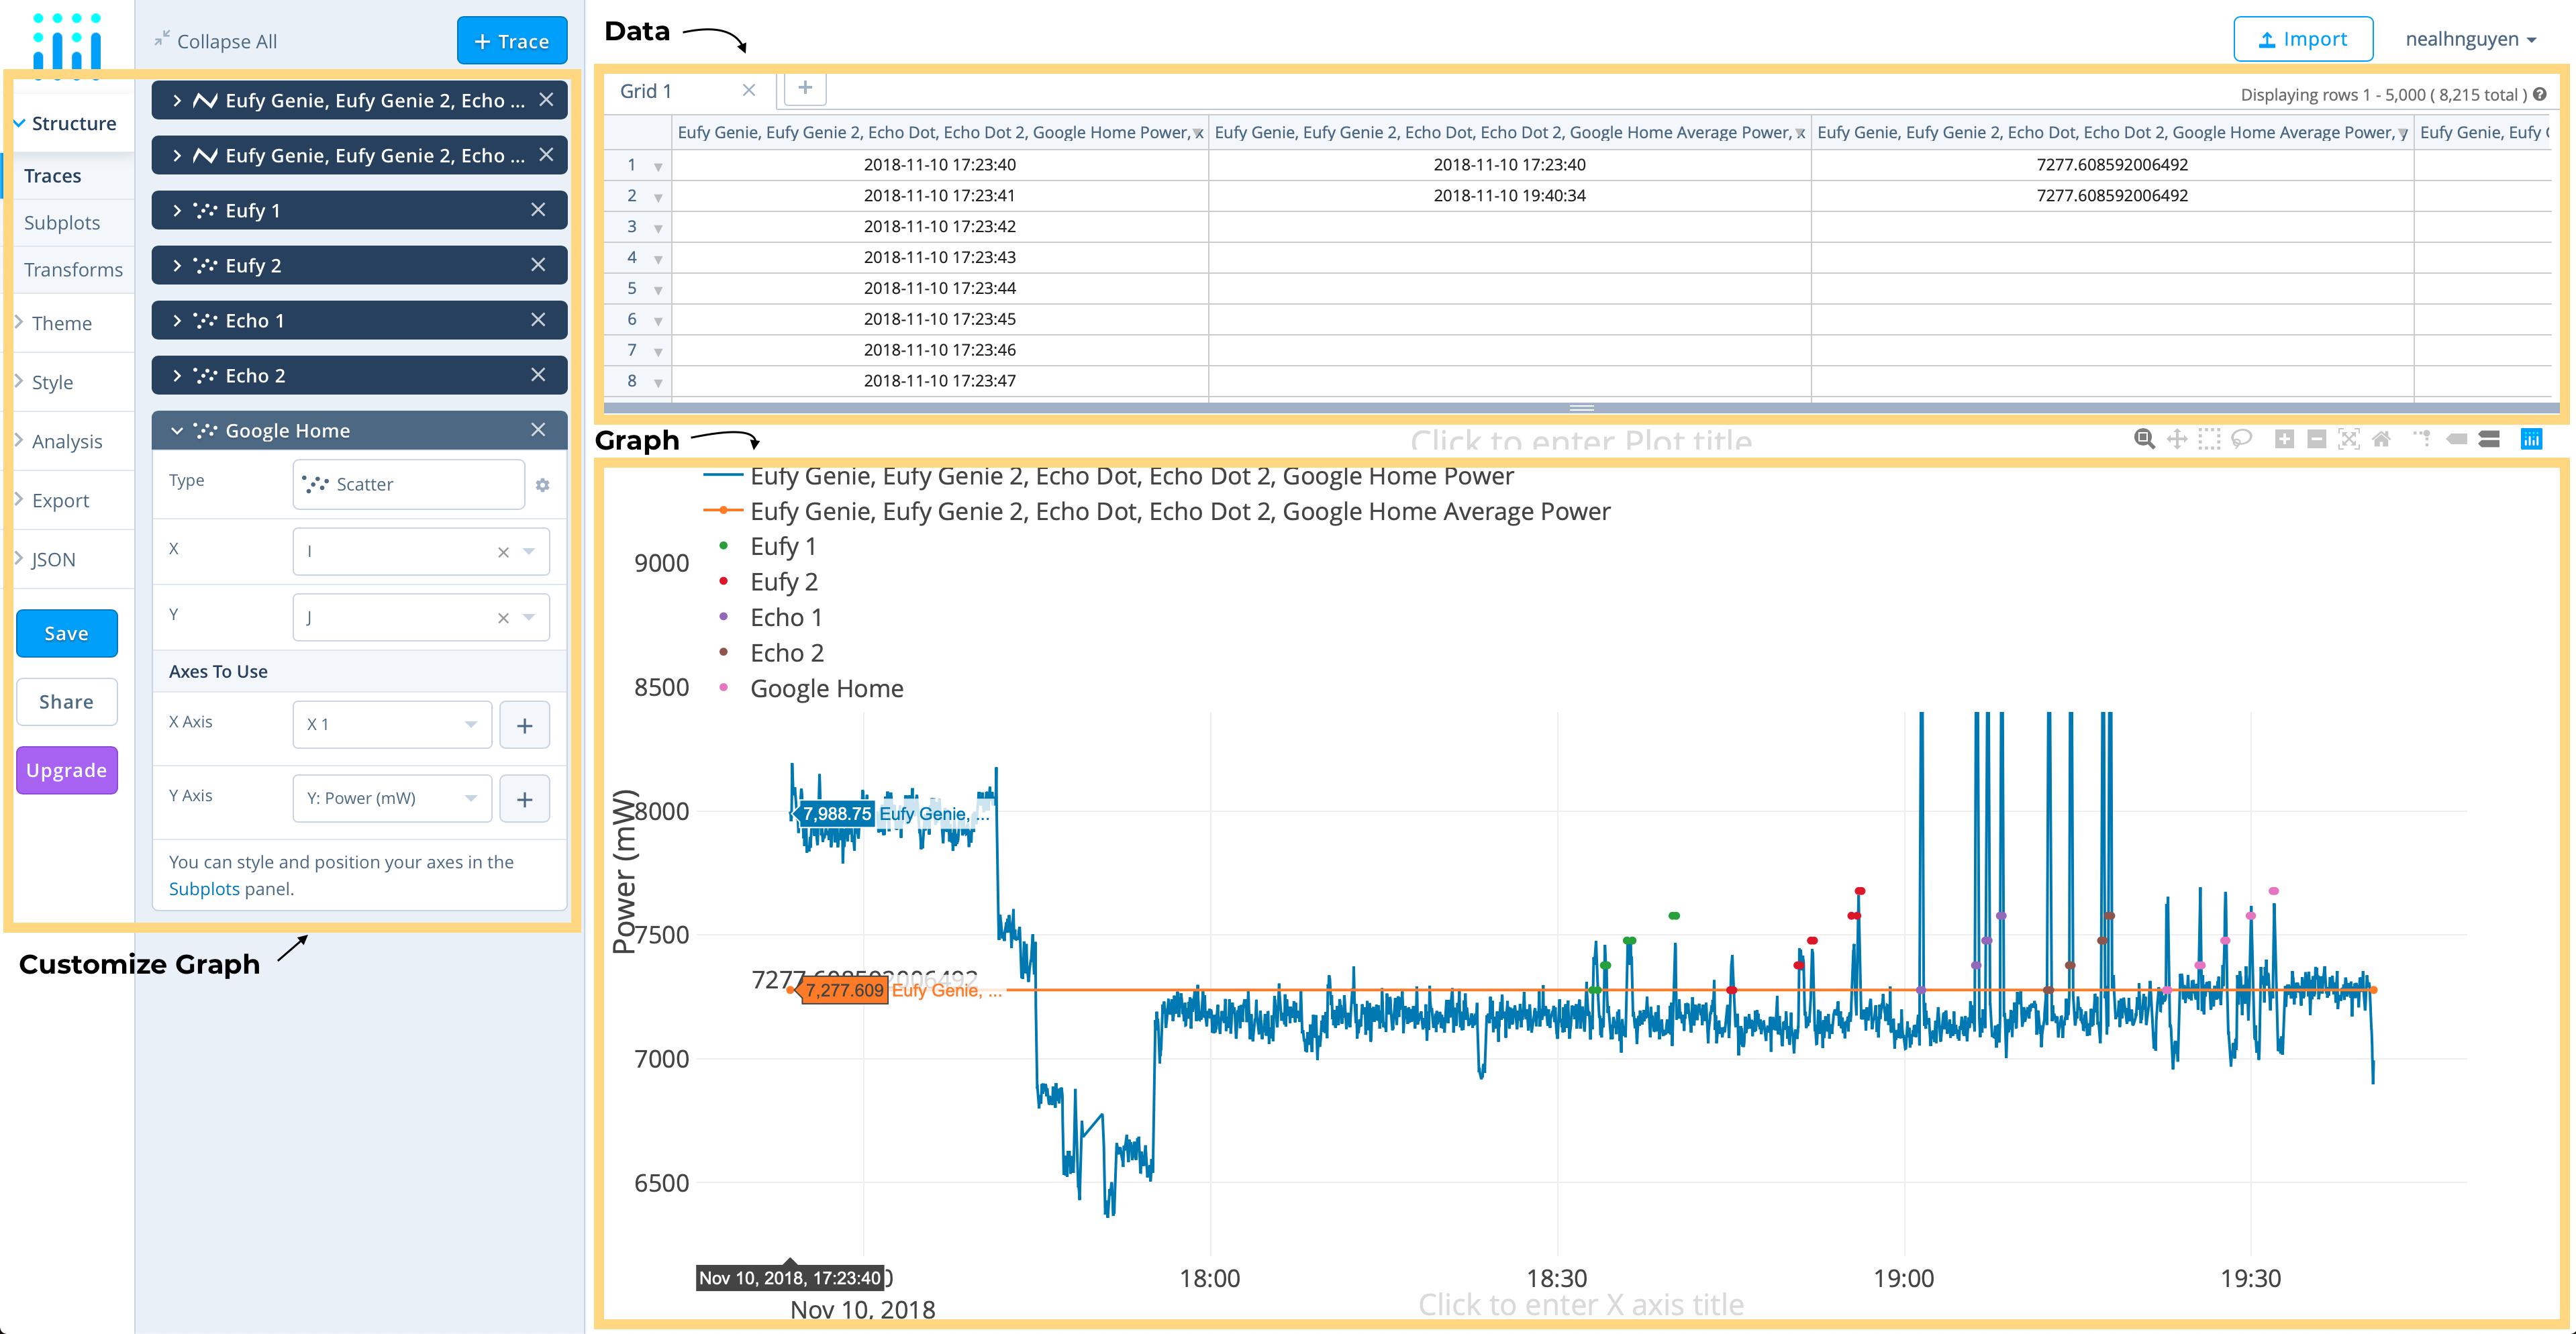 Collapse All
+ Trace
Data
Import
nealhnguyen
Structure
Traces
Subplots
Transforms
Theme
Style
Analysis
Export
JSON
Save
Share
Upgrade
Eufy Genie, Eufy Genie 2, Echo ...
Eufy Genie, Eufy Genie 2, Echo ...
Eufy 1
Eufy 2
Echo 1
Echo 2
Google Home
Type
Scatter
X
I
Y
J
Axes To Use
X Axis
X 1
+
Y Axis
Y: Power (mW)
+
You can style and position your axes in the
Subplots panel.
Customize Graph
Grid 1
+
Displaying rows 1 - 5,000 ( 8,215 total )
Eufy Genie, Eufy Genie 2, Echo Dot, Echo Dot 2, Google Home Power, x
Eufy Genie, Eufy Genie 2, Echo Dot, Echo Dot 2, Google Home Average Power, x
Eufy Genie, Eufy Genie 2, Echo Dot, Echo Dot 2, Google Home Average Power, y
Eufy Genie, Eufy
1 2018-11-10 17:23:40 2018-11-10 17:23:40 7277.608592006492
2 2018-11-10 17:23:41 2018-11-10 19:40:34 7277.608592006492
3 2018-11-10 17:23:42
4 2018-11-10 17:23:43
5 2018-11-10 17:23:44
6 2018-11-10 17:23:45
7 2018-11-10 17:23:46
8 2018-11-10 17:23:47
Graph
Click to enter Plot title
Eufy Genie, Eufy Genie 2, Echo Dot, Echo Dot 2, Google Home Power
Eufy Genie, Eufy Genie 2, Echo Dot, Echo Dot 2, Google Home Average Power
Eufy 1
Eufy 2
Echo 1
Echo 2
Google Home
9000
8500
8000
7500
7000
6500
Power (mW)
7,988.75 Eufy Genie, ...
7277.608592006492
7,277.609 Eufy Genie, ...
Nov 10, 2018, 17:23:40
18:00
18:30
19:00
19:30
Nov 10, 2018
Click to enter X axis title